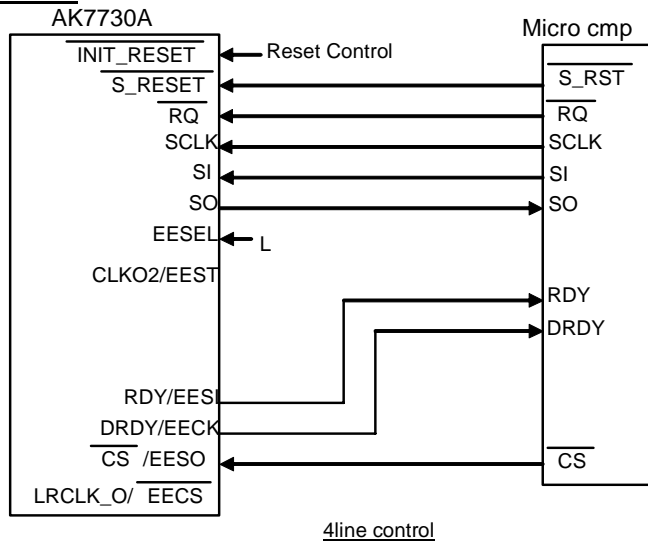 AK7730A
Micro cmp
INIT_RESET
Reset Control
S_RESET
S_RST
RQ
RQ
SCLK
SCLK
SI
SI
SO
SO
EESEL
L
CLKO2/EEST
RDY
DRDY
RDY/EESI
DRDY/EECK
CS /EESO
CS
LRCLK_O/ EECS
4line control